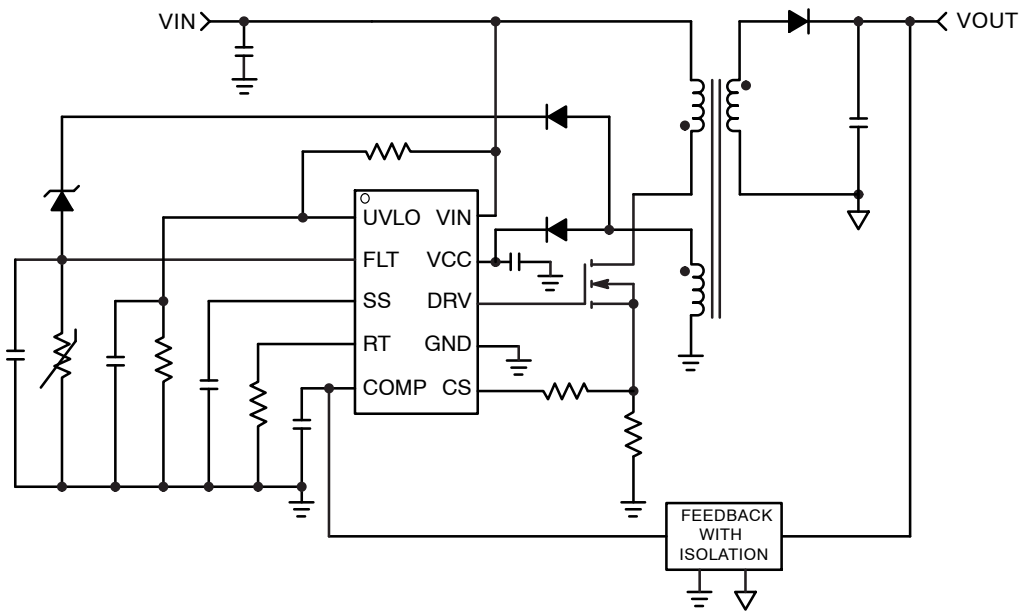 VIN
VOUT
UVLO VIN
FLT VCC
SS DRV
RT GND
COMP CS
FEEDBACK
WITH
ISOLATION